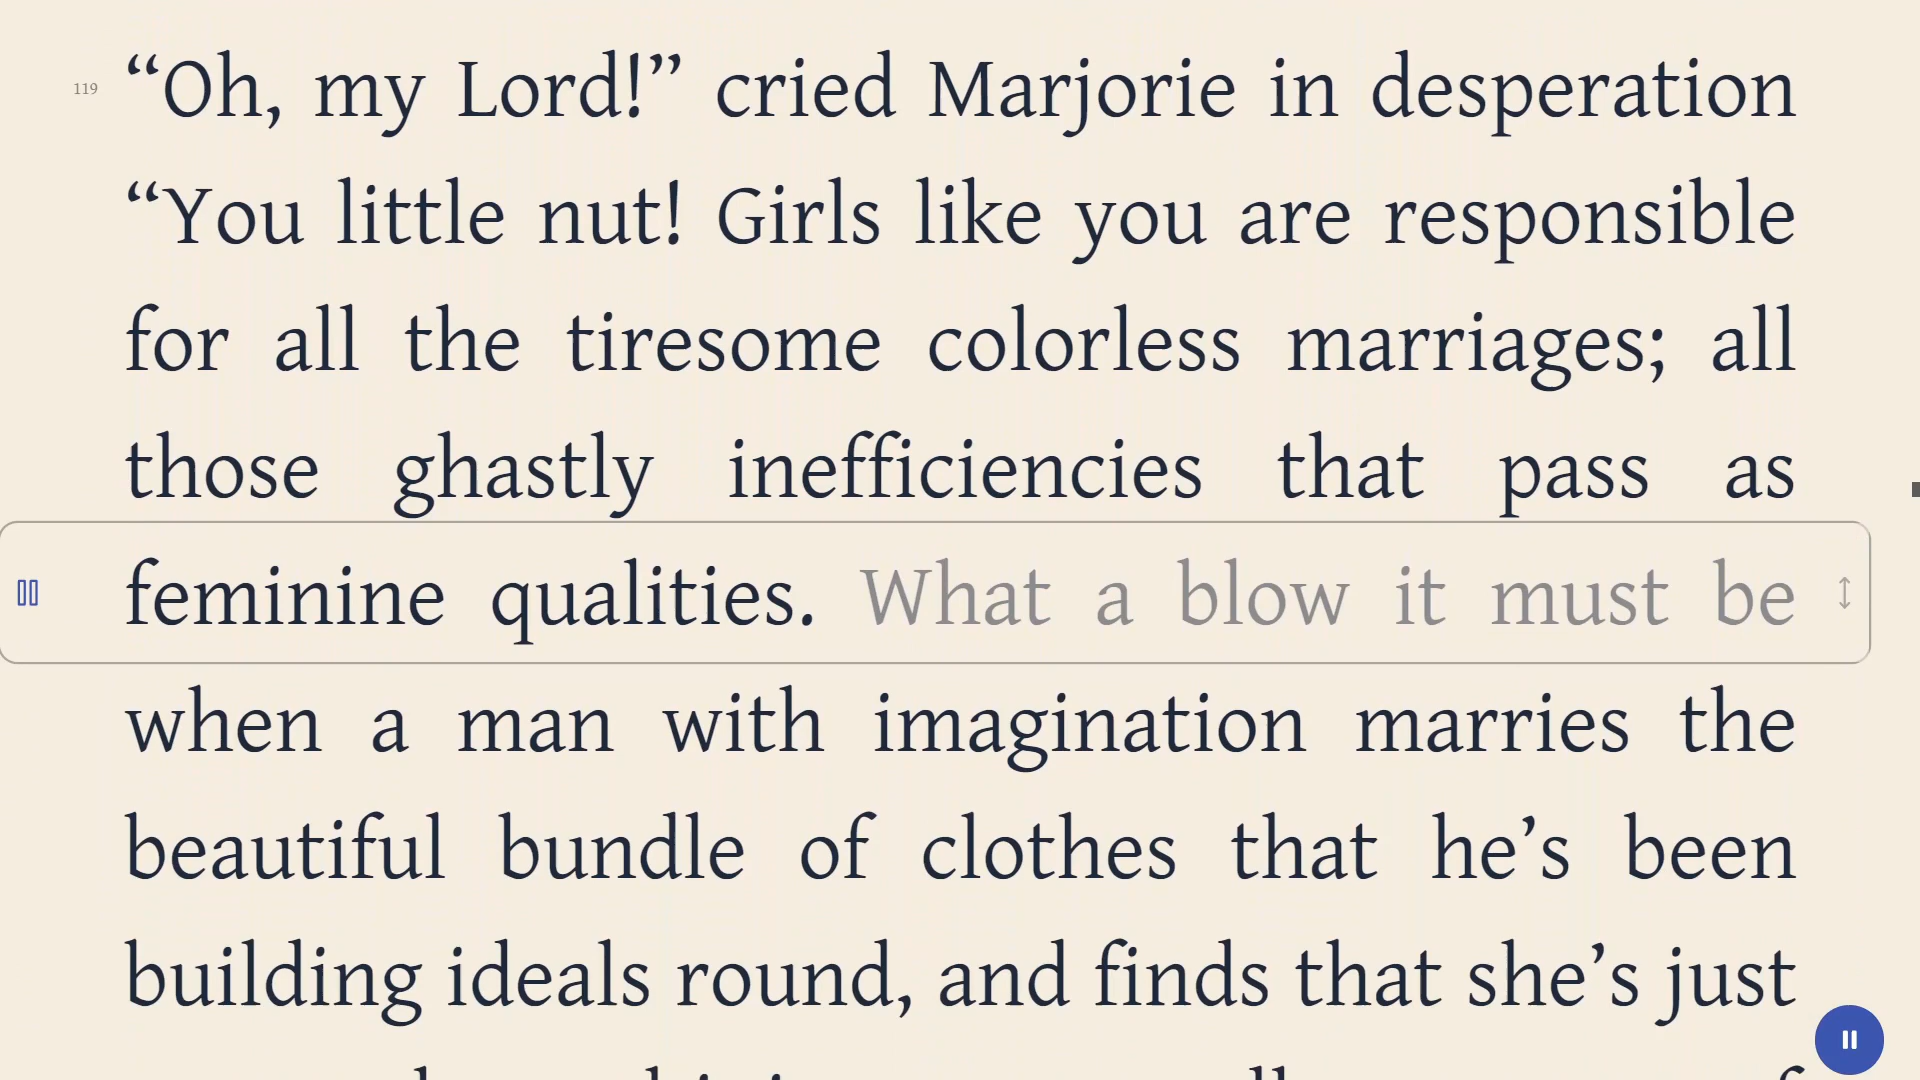 119
“Oh, my Lord!” cried Marjorie in desperation
“You little nut! Girls like you are responsible
for all the tiresome colorless marriages; all
those ghastly inefficiencies that pass as
feminine qualities. What a blow it must be
when a man with imagination marries the
beautiful bundle of clothes that he’s been
building ideals round, and finds that she’s just